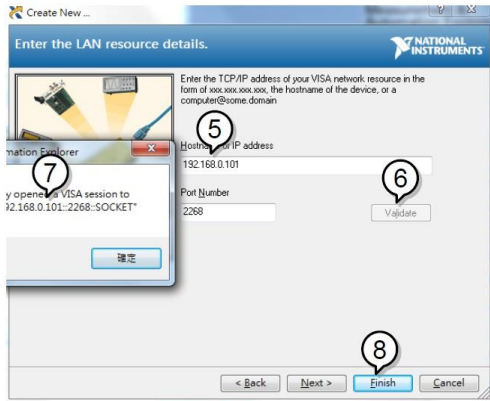 Create New ...
Enter the LAN resource details.
NATIONAL
INSTRUMENTS
Enter the TCP/IP address of your VISA network resource in the
form of xxx.xxx.xxx.xxx, the hostname of the device, or a
computer@some.domain
5
Hostname or IP address
192.168.0.101
6
Port Number
2268
Validate
mation Explorer
7
y opened a VISA session to
92.168.0.101::2268::SOCKET"
確定
8
< Back
Next >
Finish
Cancel